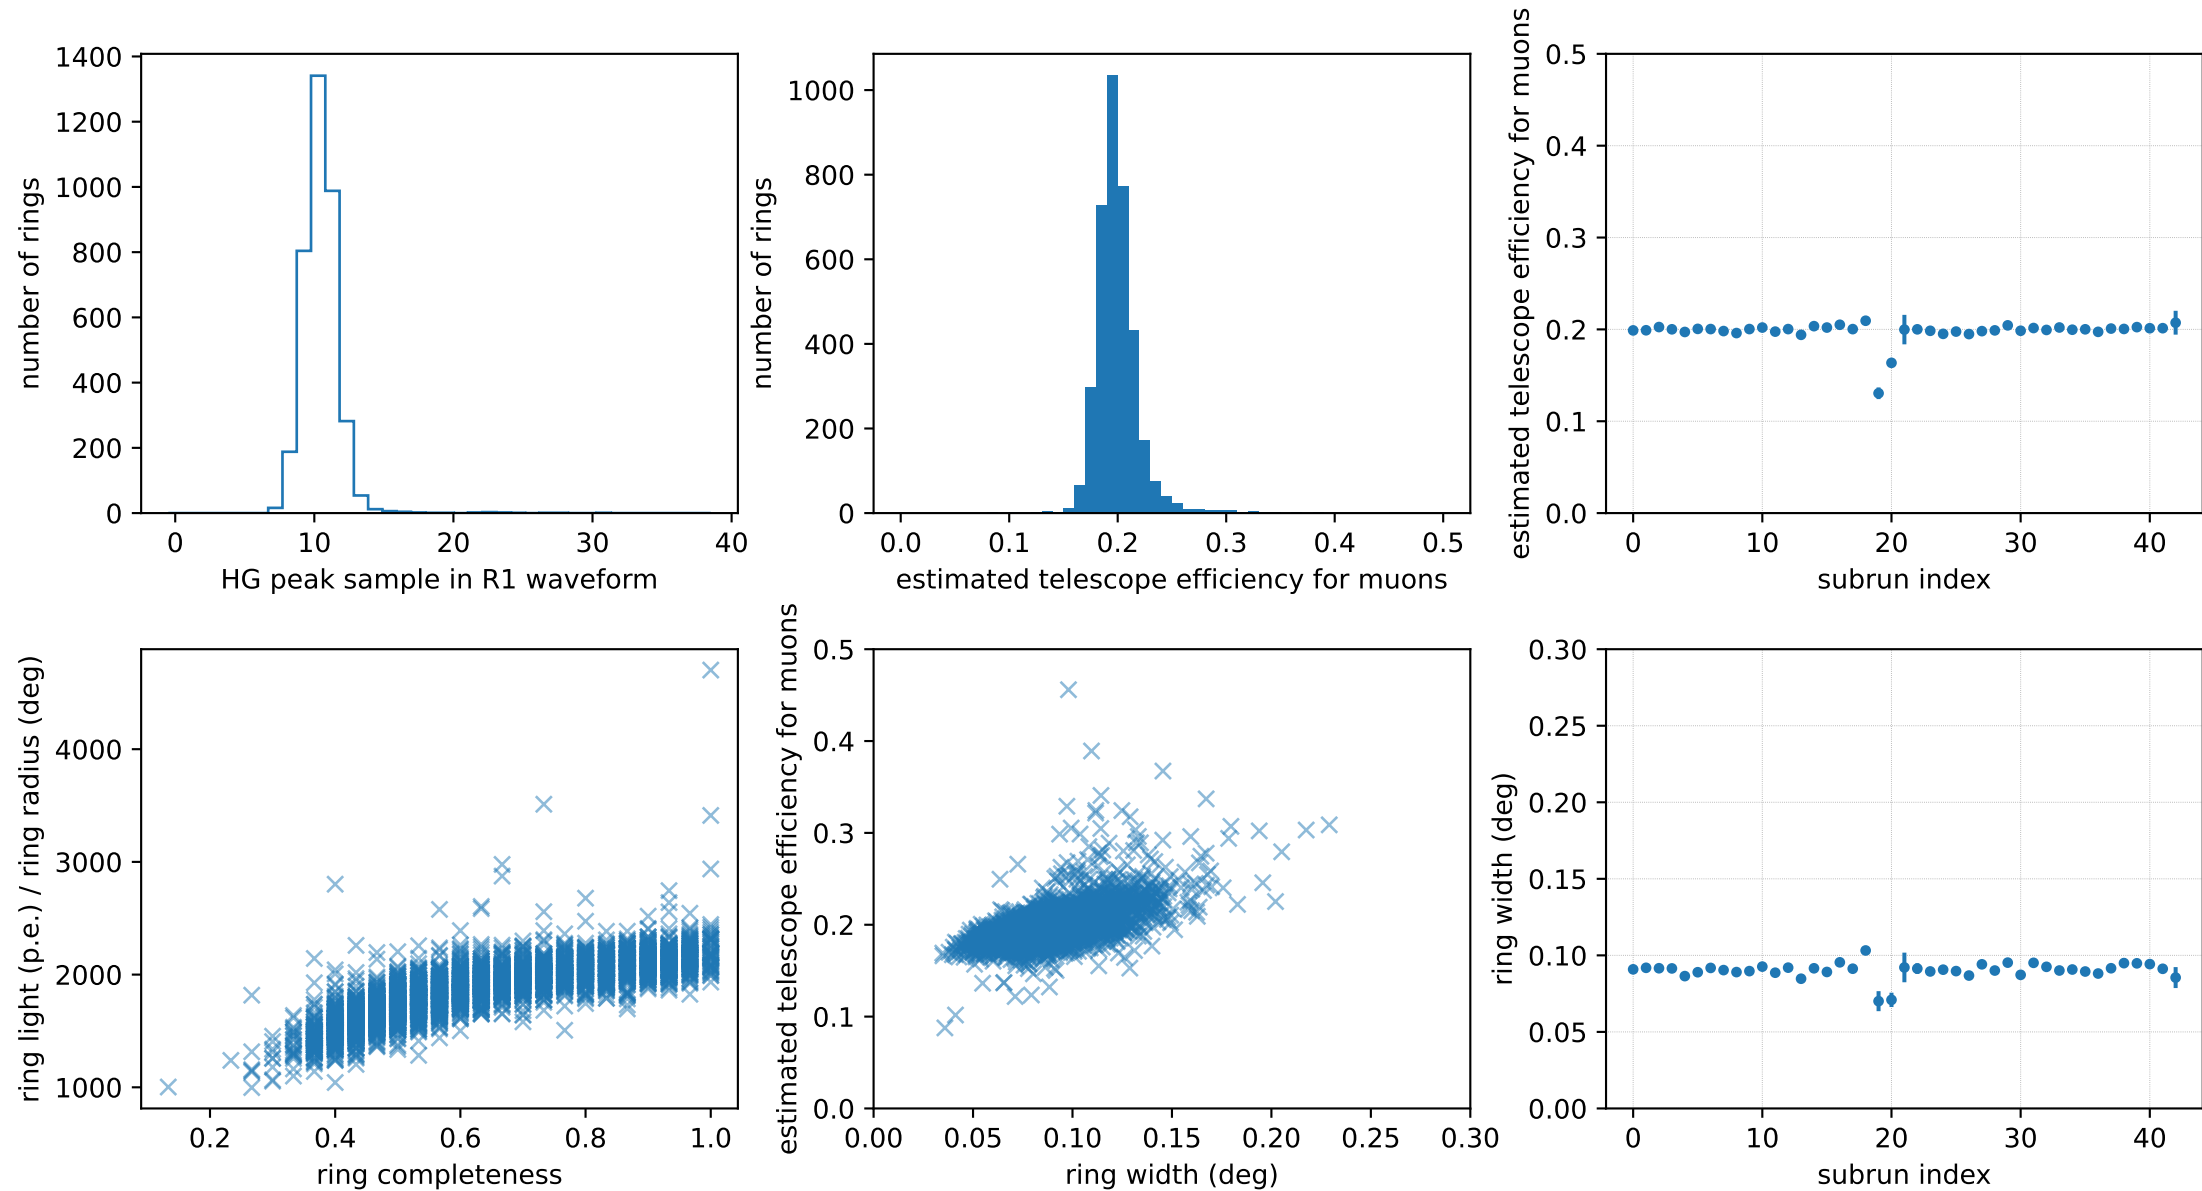 1400
1200
1000
800
600
400
200
0
number of rings
0 10 20 30 40
HG peak sample in R1 waveform
1000
800
600
400
200
0
number of rings
0.0 0.1 0.2 0.3 0.4 0.5
estimated telescope efficiency for muons
0.5
0.4
0.3
0.2
0.1
0.0
estimated telescope efficiency for muons
0 10 20 30 40
subrun index
4000
3000
2000
1000
ring light (p.e.) / ring radius (deg)
0.2 0.4 0.6 0.8 1.0
ring completeness
0.5
0.4
0.3
0.2
0.1
0.0
estimated telescope efficiency for muons
0.00 0.05 0.10 0.15 0.20 0.25 0.30
ring width (deg)
0.30
0.25
0.20
0.15
0.10
0.05
0.00
ring width (deg)
0 10 20 30 40
subrun index